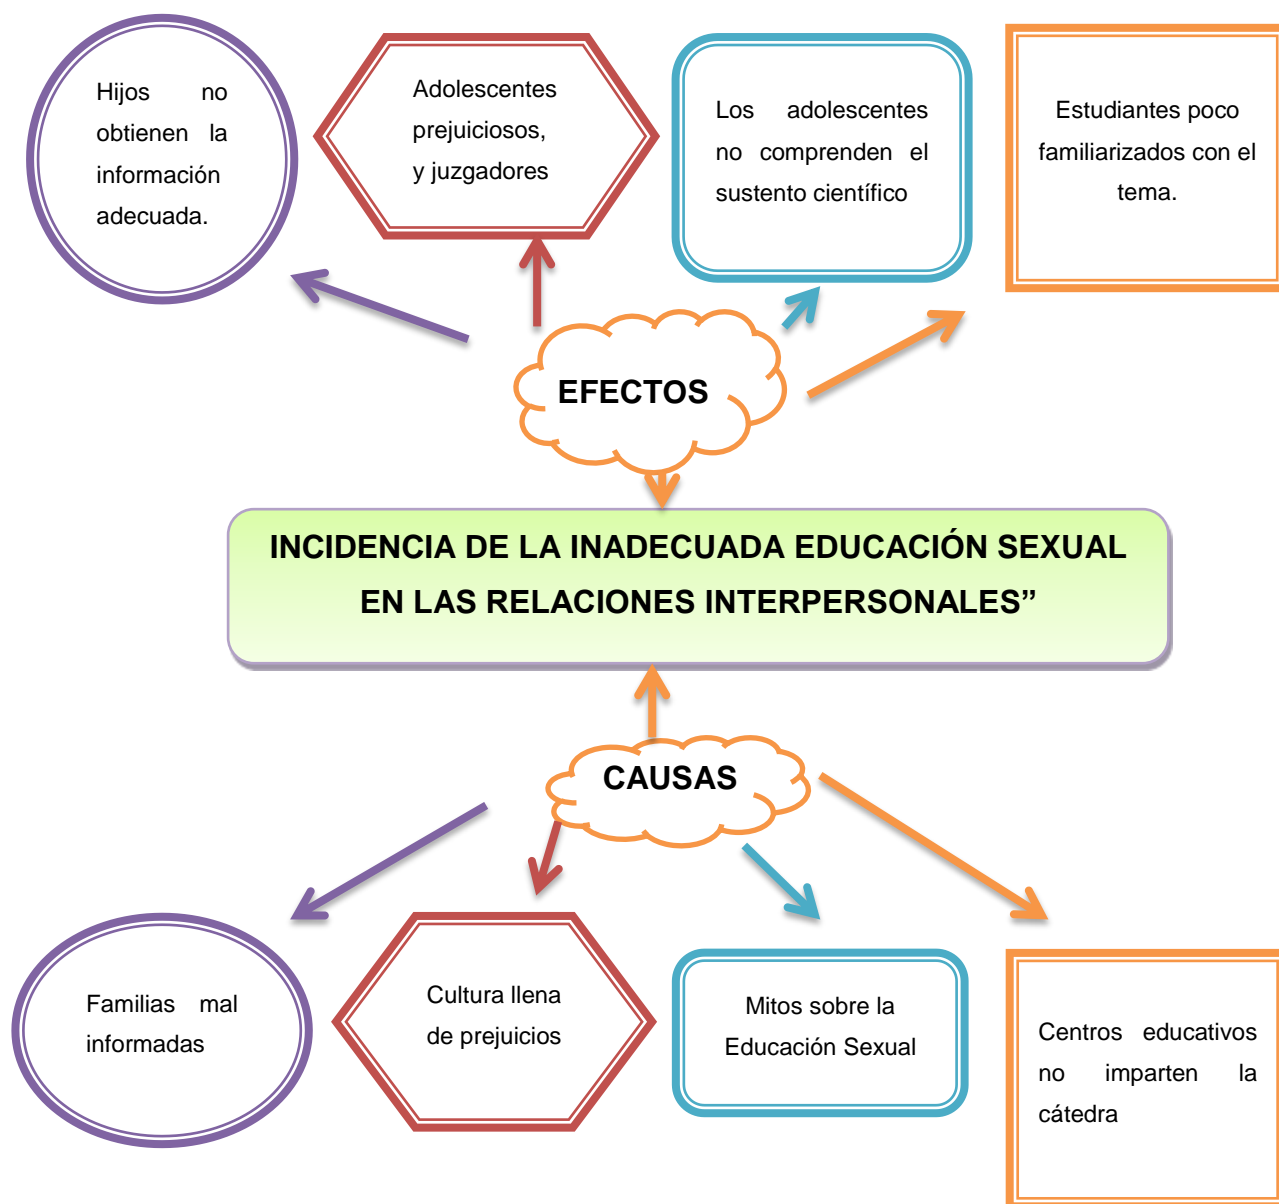 Hijos no
obtienen la
información
adecuada.
Adolescentes
prejuiciosos,
y juzgadores
Los adolescentes
no comprenden el
sustento científico
Estudiantes poco
familiarizados con el
tema.
EFECTOS
INCIDENCIA DE LA INADECUADA EDUCACIÓN SEXUAL
EN LAS RELACIONES INTERPERSONALES”
CAUSAS
Familias mal
informadas
Cultura llena
de prejuicios
Mitos sobre la
Educación Sexual
Centros educativos
no imparten la
cátedra